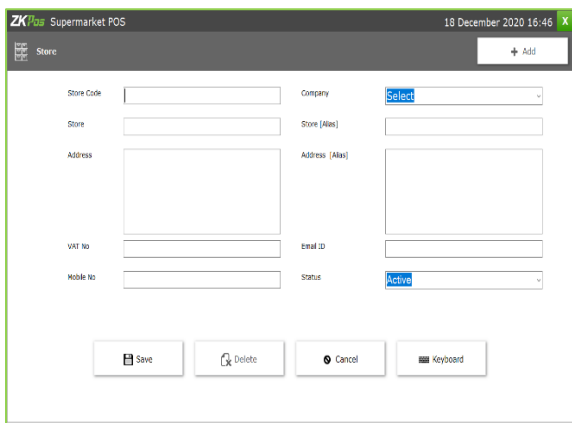 ZKPos Supermarket POS 18 December 2020 16:46 X
Store + Add
Store Code Company Select
Store Store [Alias]
Address Address [Alias]
VAT No Email ID
Mobile No Status Active
Save Delete Cancel Keyboard